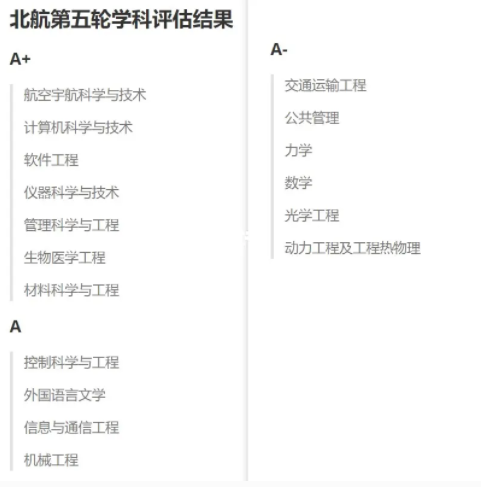 北航第五轮学科评估结果
A+
航空宇航科学与技术
计算机科学与技术
软件工程
仪器科学与技术
管理科学与工程
生物医学工程
材料科学与工程
A
控制科学与工程
外国语言文学
信息与通信工程
机械工程
A-
交通运输工程
公共管理
力学
数学
光学工程
动力工程及工程热物理